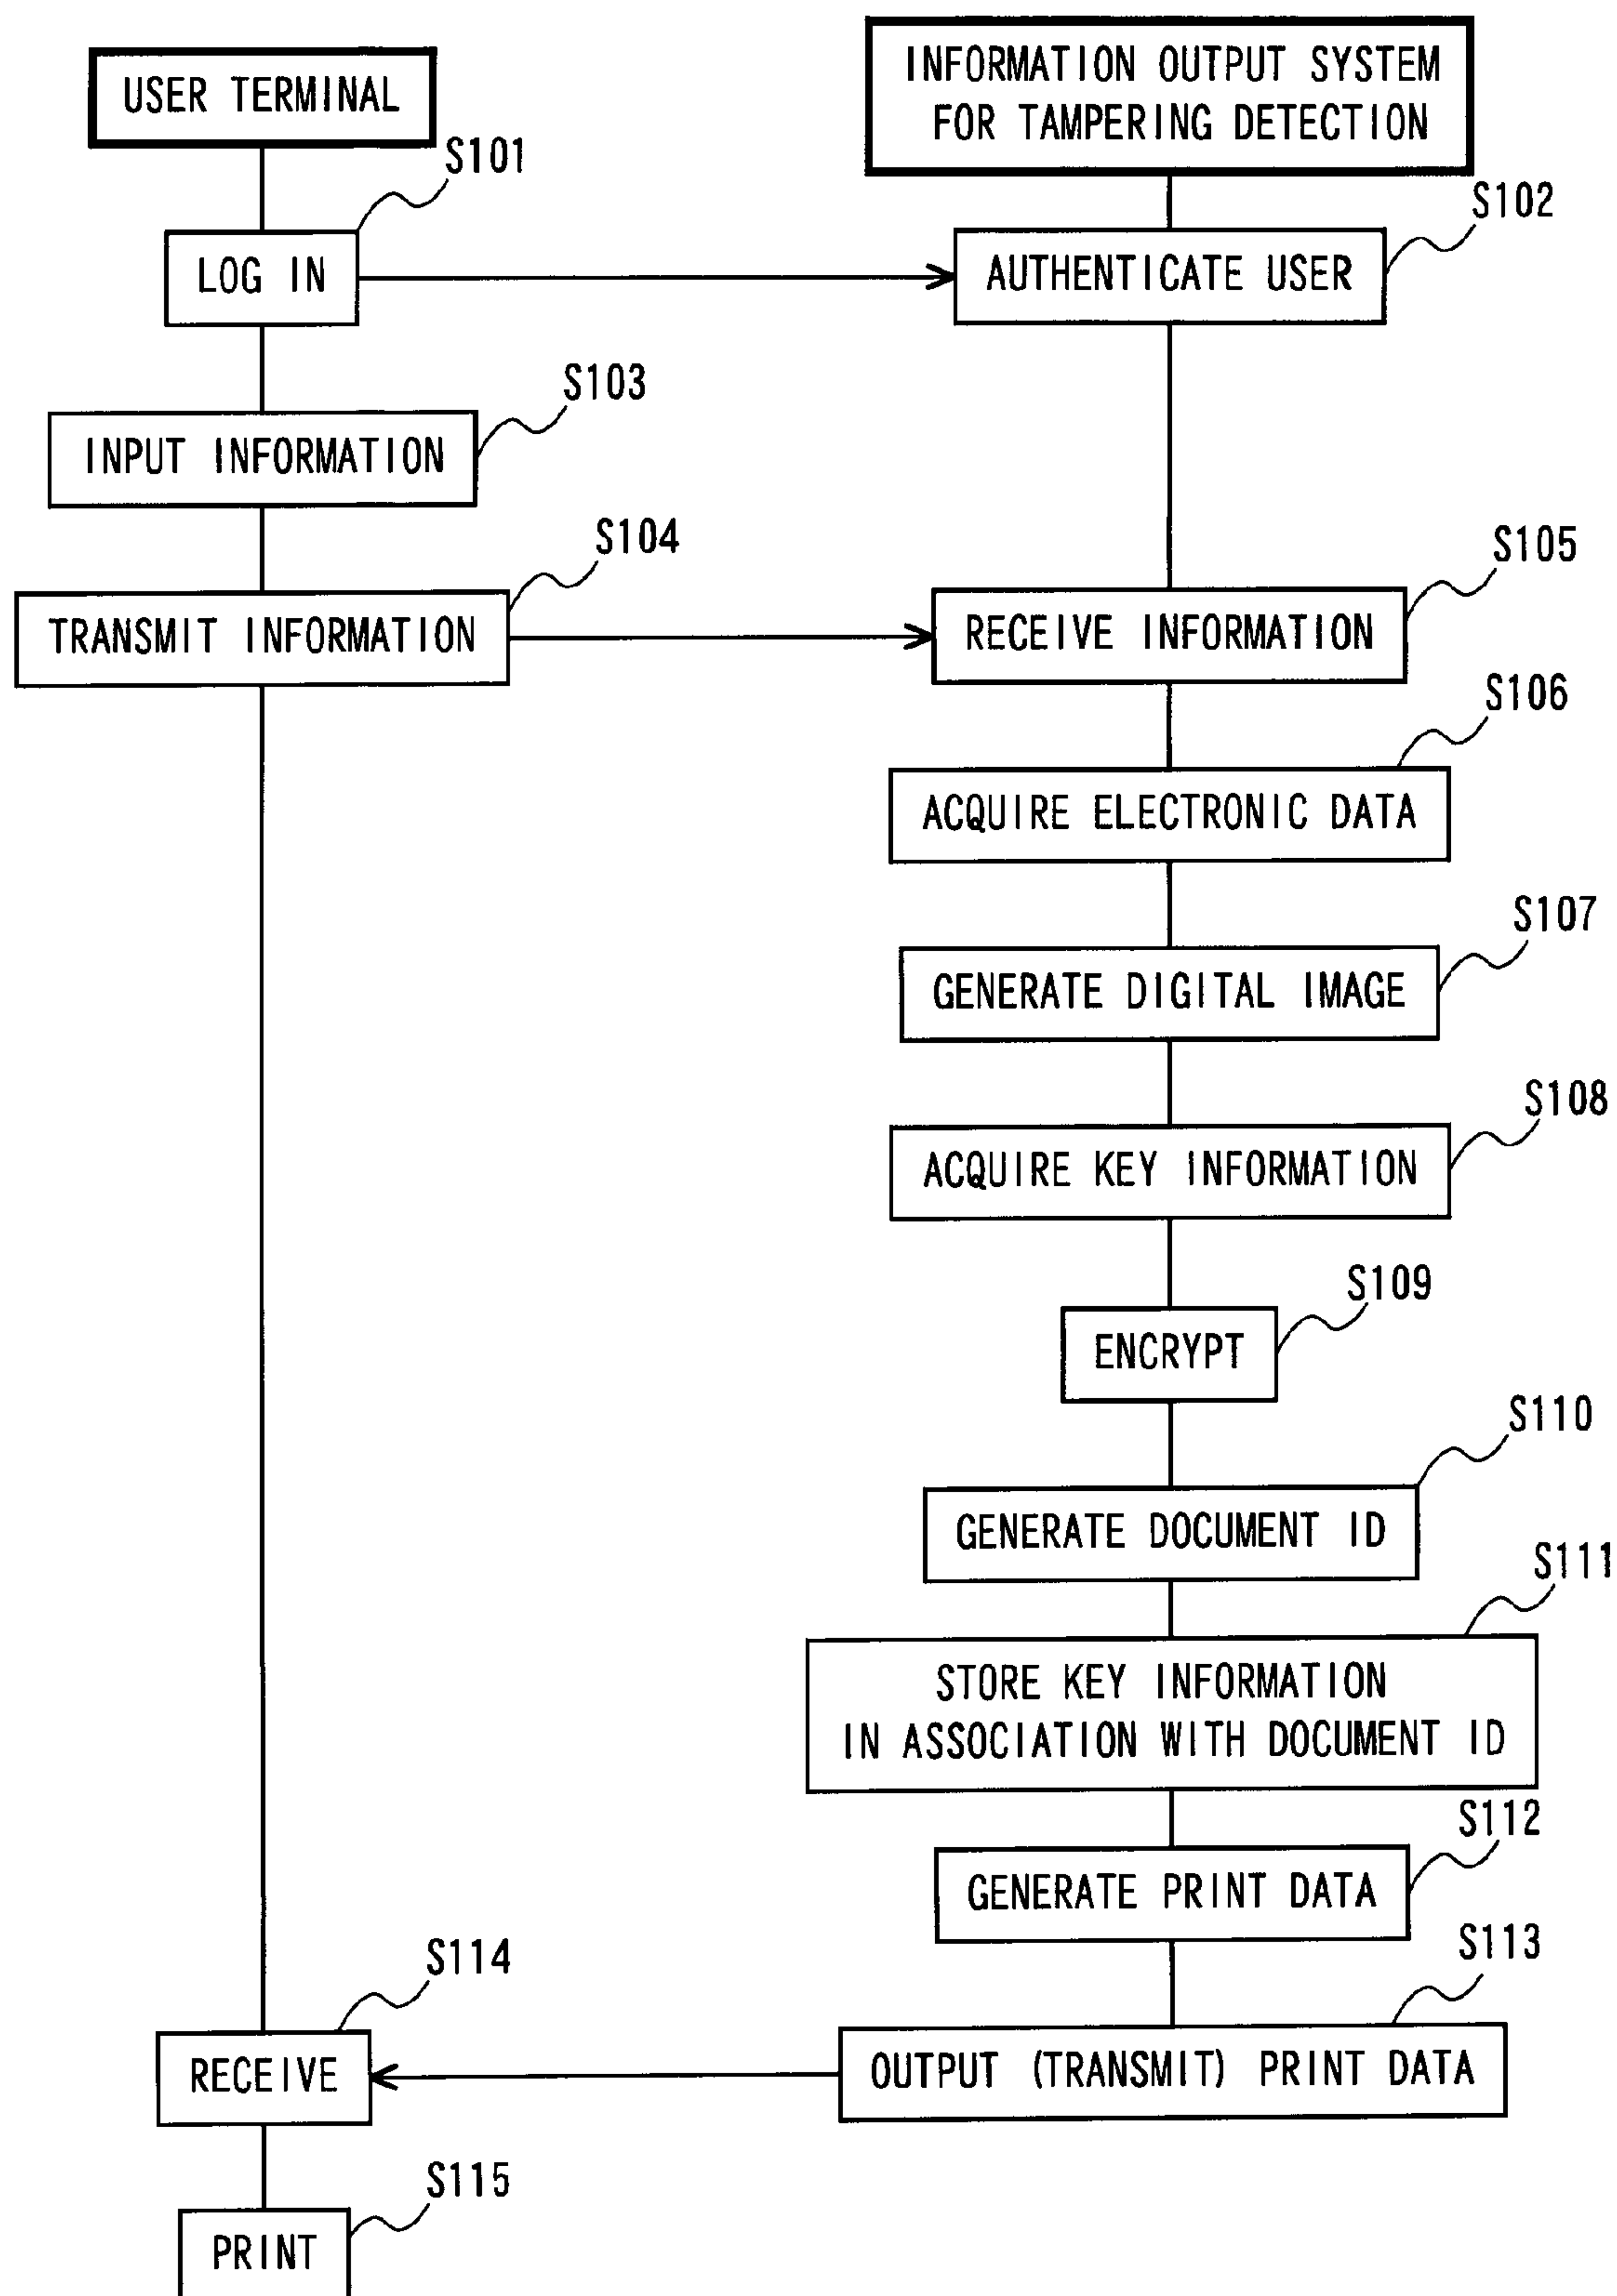 USER TERMINAL
INFORMATION OUTPUT SYSTEM
FOR TAMPERING DETECTION
S101
S102
LOG IN
AUTHENTICATE USER
S103
INPUT INFORMATION
S104
S105
TRANSMIT INFORMATION
RECEIVE INFORMATION
S106
ACQUIRE ELECTRONIC DATA
S107
GENERATE DIGITAL IMAGE
S108
ACQUIRE KEY INFORMATION
S109
ENCRYPT
S110
GENERATE DOCUMENT ID
S111
STORE KEY INFORMATION
IN ASSOCIATION WITH DOCUMENT ID
S112
GENERATE PRINT DATA
S113
S114
RECEIVE
OUTPUT (TRANSMIT) PRINT DATA
S115
PRINT